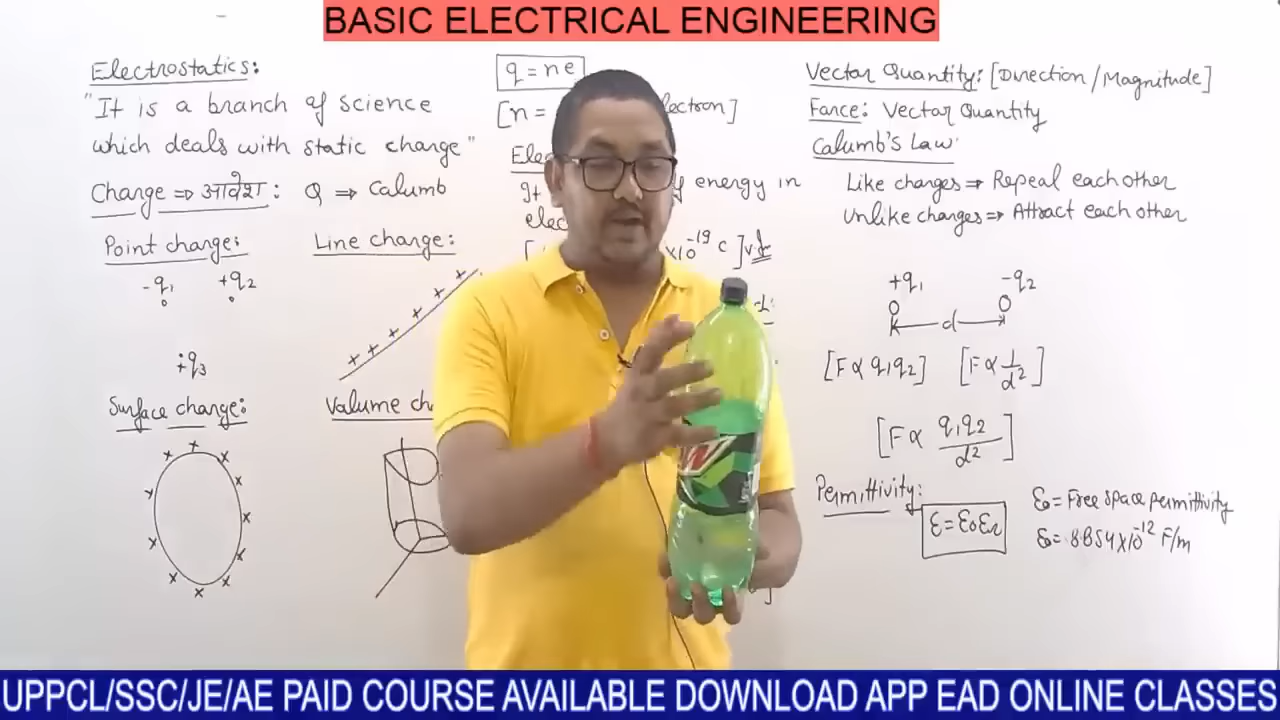 BASIC ELECTRICAL ENGINEERING
Electrostatics:
"It is a branch of science
which deals with static charge"
Charge ⇒ आवेश : Q ⇒ Calumb
Point charge:
-q₁ +q₂
+q₃
Line charge:
Surface charge:
Volume ch
q = ne
[n = lectron]
Ele
It y energy in
elec
×10⁻¹⁹ c ]
Vector Quantity: [Direction/Magnitude]
Force: Vector Quantity
Calumb's Law
Like charges ⇒ Repeal each other
Unlike charges ⇒ Attract each other
+q₁ -q₂
d
[F ∝ q₁q₂] [F ∝ 1/d²]
[F ∝ q₁q₂/d²]
Permittivity:
ε = ε₀εr
ε₀ = Free space permittivity
ε₀ = 8.854×10⁻¹² F/m
UPPCL/SSC/JE/AE PAID COURSE AVAILABLE DOWNLOAD APP EAD ONLINE CLASSES